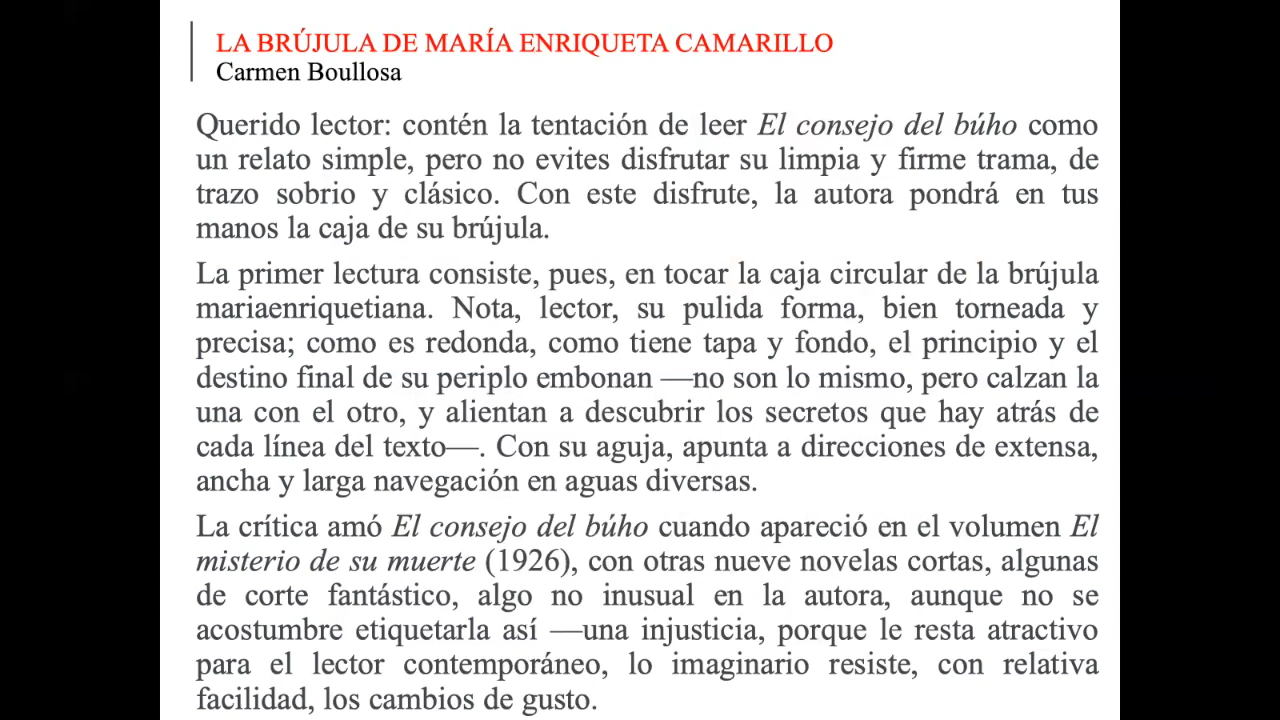 LA BRÚJULA DE MARÍA ENRIQUETA CAMARILLO
Carmen Boullosa
Querido lector: contén la tentación de leer El consejo del búho como
un relato simple, pero no evites disfrutar su limpia y firme trama, de
trazo sobrio y clásico. Con este disfrute, la autora pondrá en tus
manos la caja de su brújula.
La primer lectura consiste, pues, en tocar la caja circular de la brújula
mariaenriquetiana. Nota, lector, su pulida forma, bien torneada y
precisa; como es redonda, como tiene tapa y fondo, el principio y el
destino final de su periplo embonan —no son lo mismo, pero calzan la
una con el otro, y alientan a descubrir los secretos que hay atrás de
cada línea del texto—. Con su aguja, apunta a direcciones de extensa,
ancha y larga navegación en aguas diversas.
La crítica amó El consejo del búho cuando apareció en el volumen El
misterio de su muerte (1926), con otras nueve novelas cortas, algunas
de corte fantástico, algo no inusual en la autora, aunque no se
acostumbre etiquetarla así —una injusticia, porque le resta atractivo
para el lector contemporáneo, lo imaginario resiste, con relativa
facilidad, los cambios de gusto.